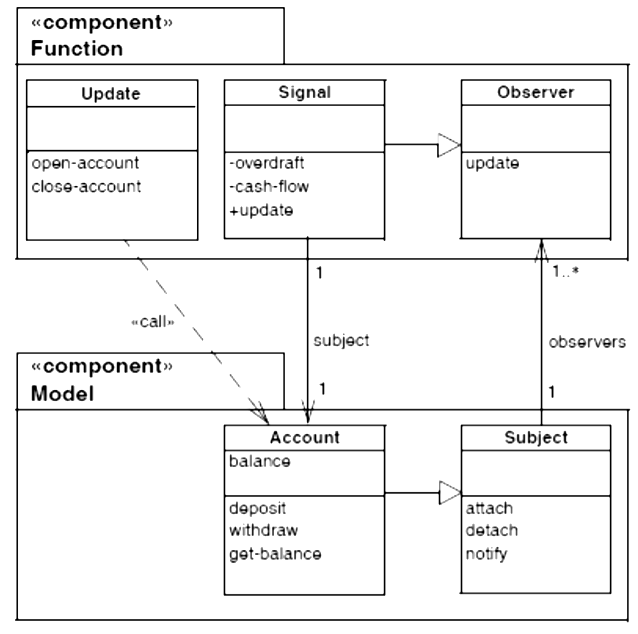 «component»
Function
Update
open-account
close-account
Signal
-overdraft
-cash-flow
+update
Observer
update
1
1..*
«call»
subject
observers
1
1
«component»
Model
Account
balance
deposit
withdraw
get-balance
Subject
attach
detach
notify